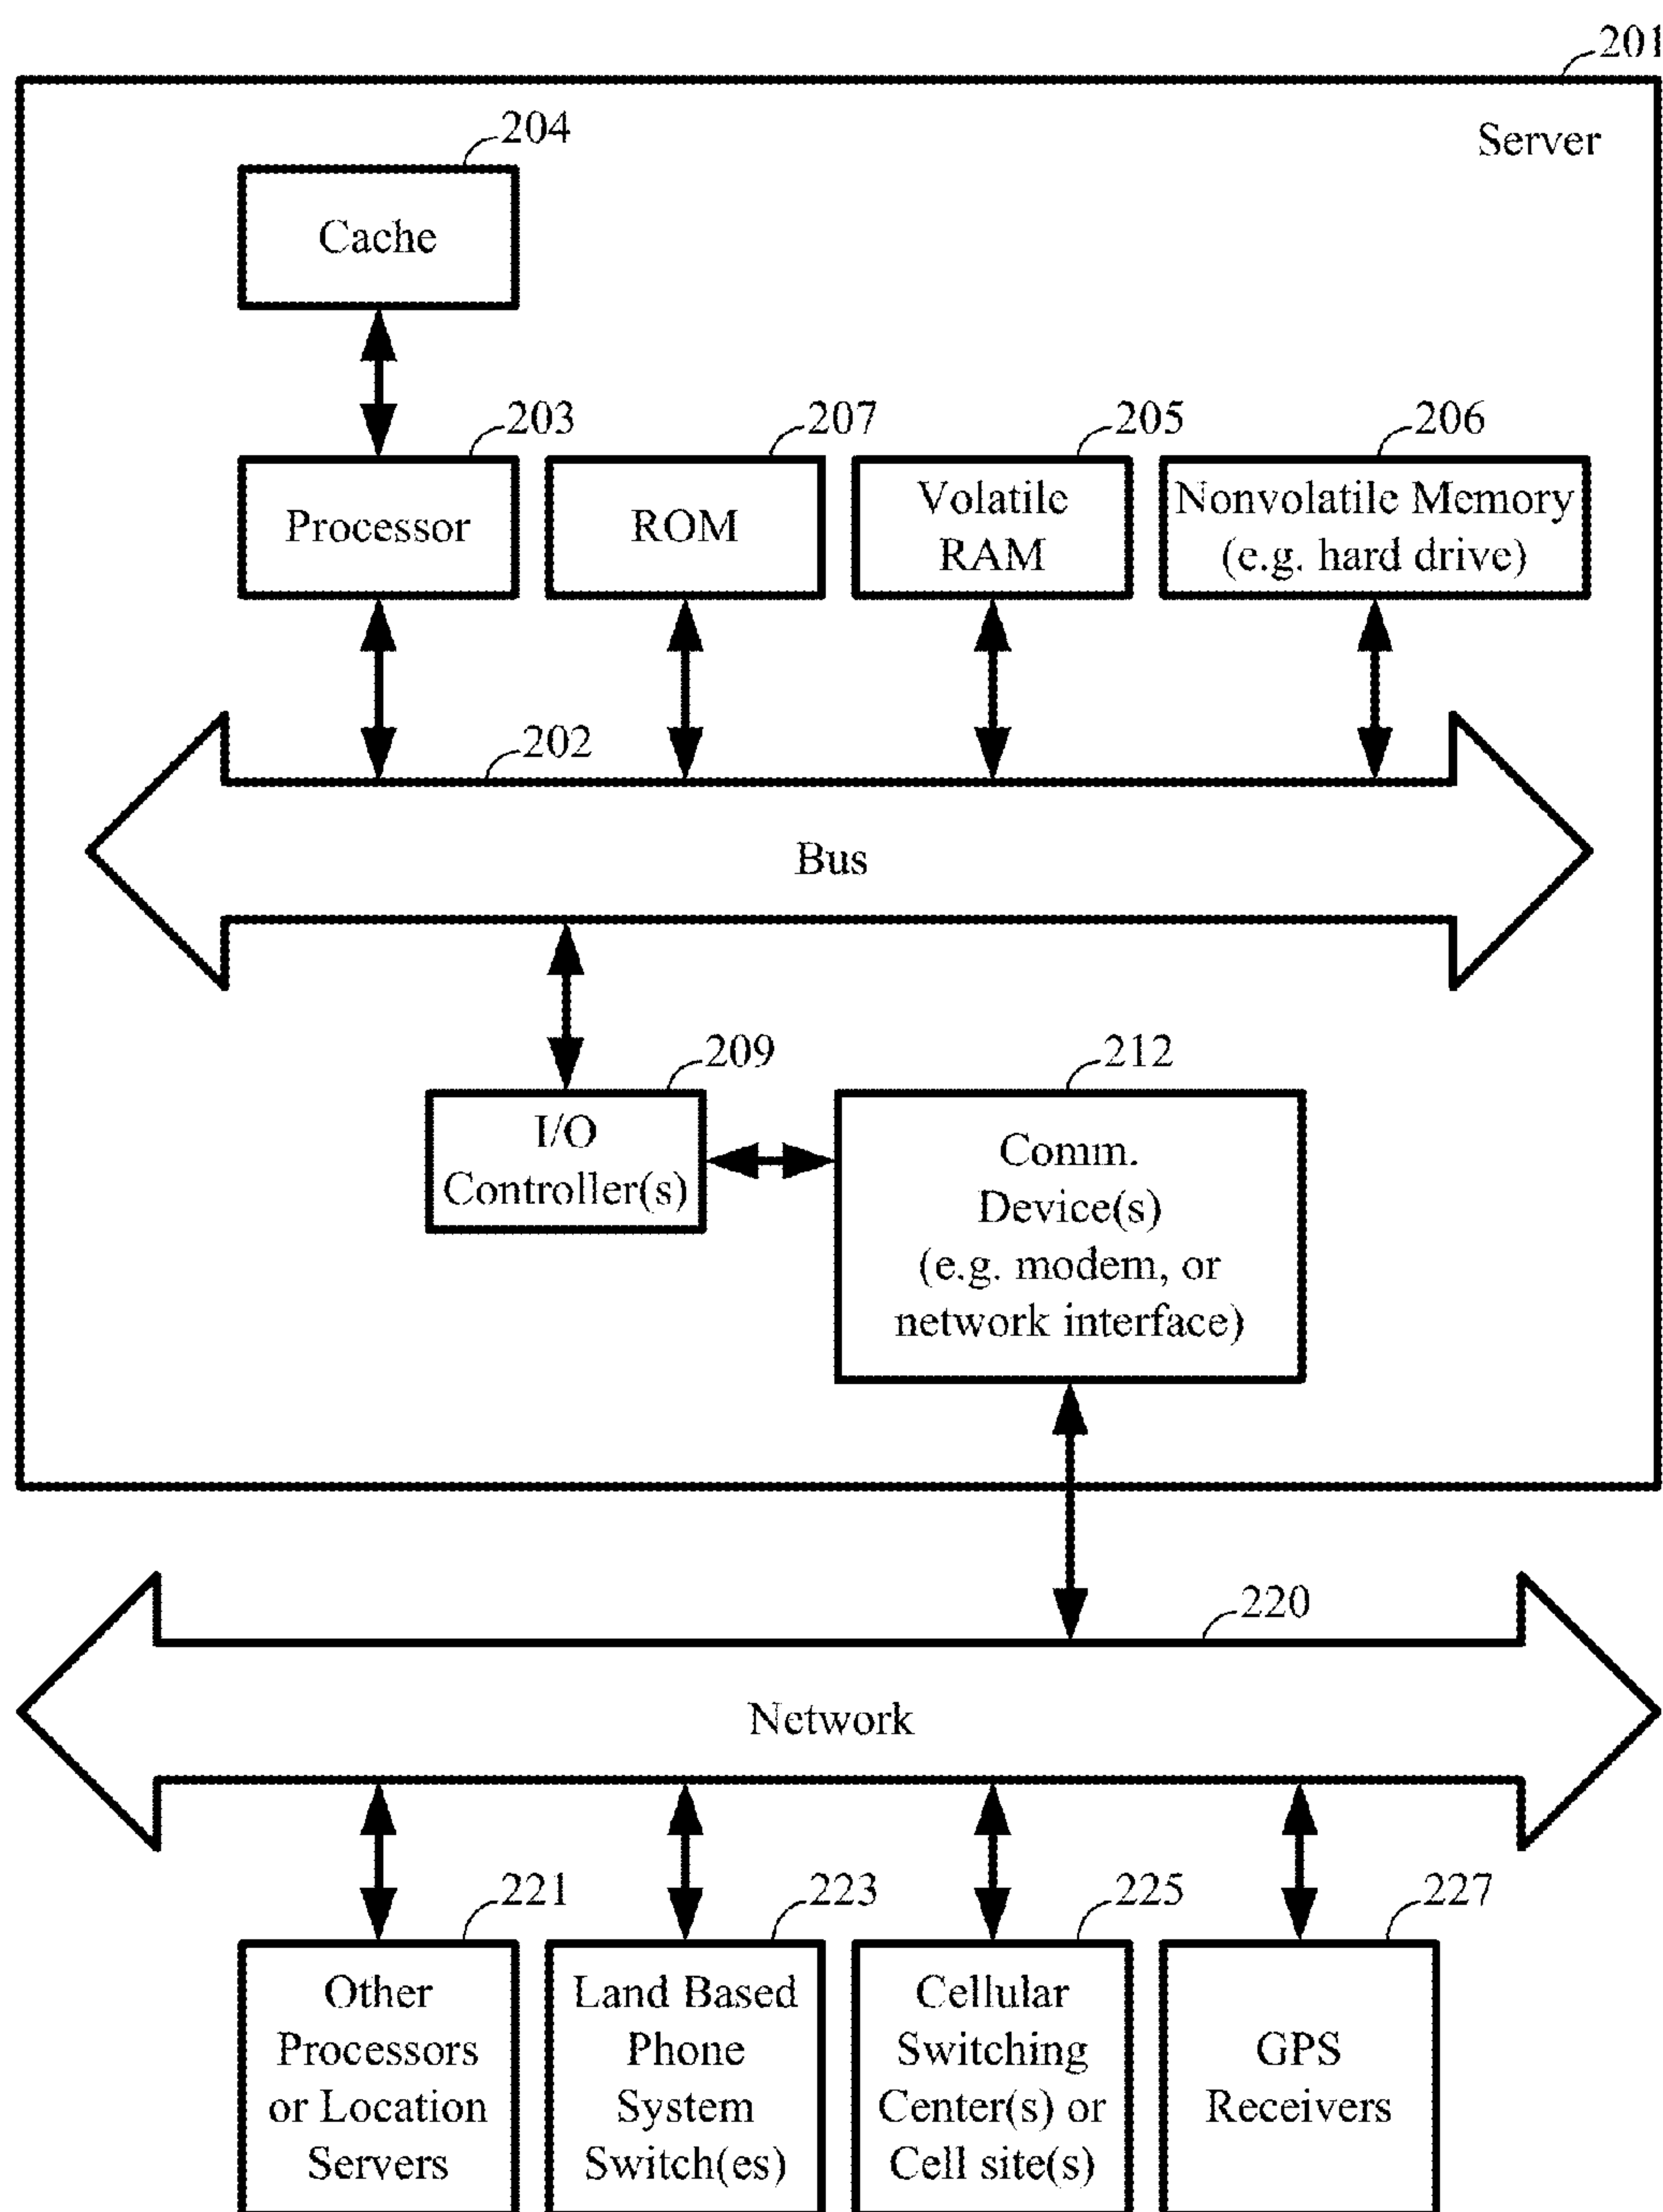 201
Server
204
Cache
203
207
205
206
Processor
ROM
Volatile
RAM
Nonvolatile Memory
(e.g. hard drive)
202
Bus
209
212
I/O
Controller(s)
Comm.
Device(s)
(e.g. modem, or
network interface)
220
Network
221
223
225
227
Other
Processors
or Location
Servers
Land Based
Phone
System
Switch(es)
Cellular
Switching
Center(s) or
Cell site(s)
GPS
Receivers